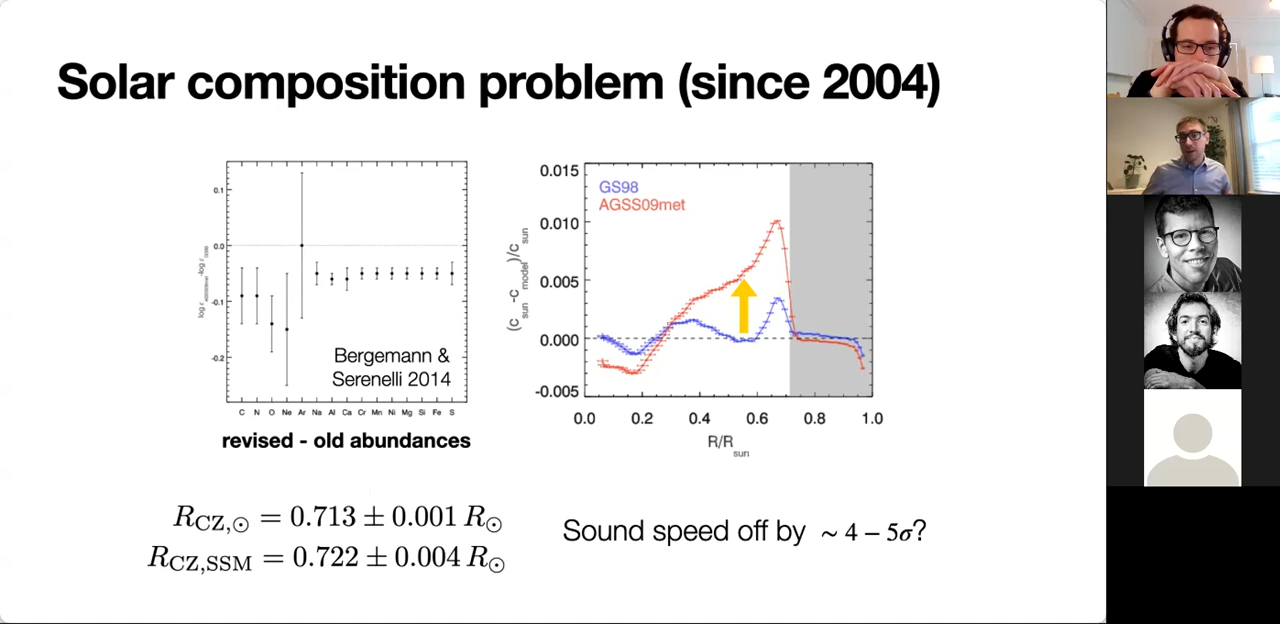 Solar composition problem (since 2004)
0.1
0.0
-0.1
-0.2
C N O Ne Ar Na Al Ca Cr Mn Ni Mg Si Fe S
Bergemann &
Serenelli 2014
revised - old abundances
0.015
0.010
0.005
0.000
-0.005
(c_sun -c_model)/c_sun
GS98
AGSS09met
0.0 0.2 0.4 0.6 0.8 1.0
R/R_sun
R_CZ,⊙ = 0.713 ± 0.001 R_⊙
R_CZ,SSM = 0.722 ± 0.004 R_⊙
Sound speed off by ~ 4 – 5σ?